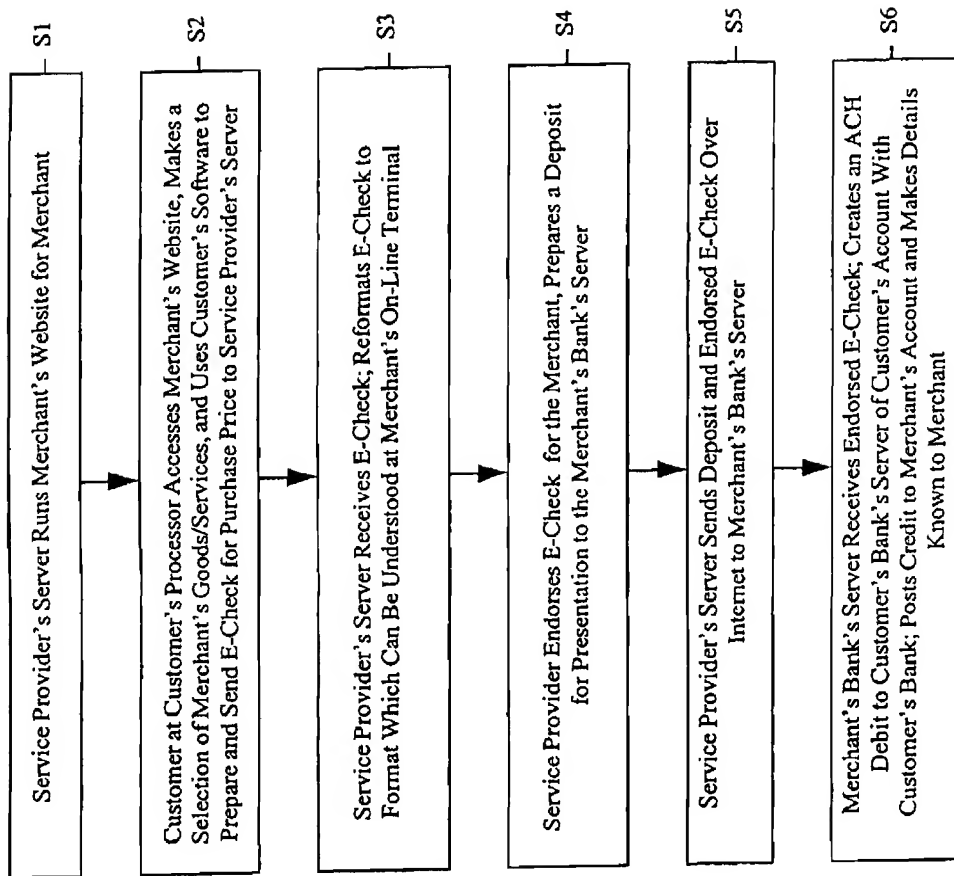 Service Provider's Server Runs Merchant's Website for Merchant
S1
Customer at Customer's Processor Accesses Merchant's Website, Makes a
Selection of Merchant's Goods/Services, and Uses Customer's Software to
Prepare and Send E-Check for Purchase Price to Service Provider's Server
S2
Service Provider's Server Receives E-Check; Reformats E-Check to
Format Which Can Be Understood at Merchant's On-Line Terminal
S3
Service Provider Endorses E-Check for the Merchant, Prepares a Deposit
for Presentation to the Merchant's Bank's Server
S4
Service Provider's Server Sends Deposit and Endorsed E-Check Over
Internet to Merchant's Bank's Server
S5
Merchant's Bank's Server Receives Endorsed E-Check; Creates an ACH
Debit to Customer's Bank's Server of Customer's Account With
Customer's Bank; Posts Credit to Merchant's Account and Makes Details
Known to Merchant
S6